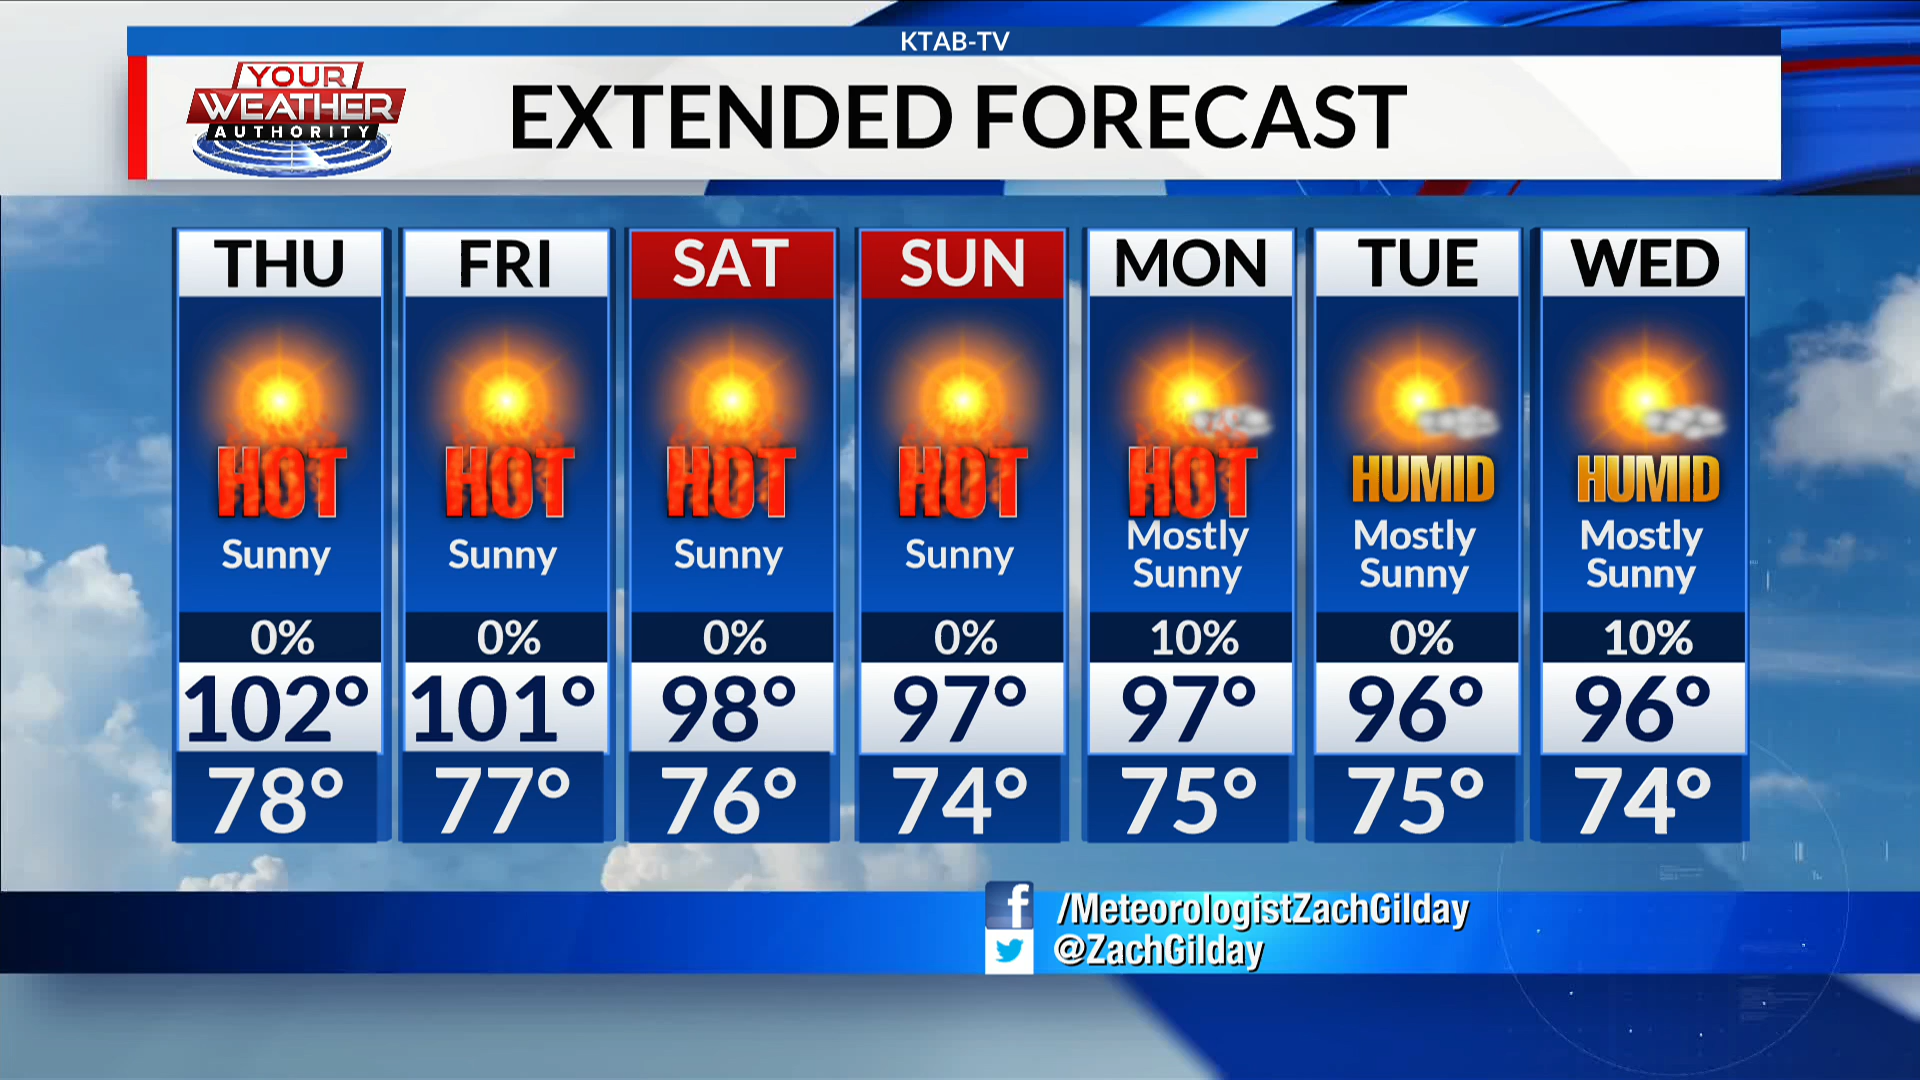 KTAB-TV
YOUR
WEATHER
AUTHORITY
EXTENDED FORECAST
THU
HOT
Sunny
0%
102°
78°
FRI
HOT
Sunny
0%
101°
77°
SAT
HOT
Sunny
0%
98°
76°
SUN
HOT
Sunny
0%
97°
74°
MON
HOT
Mostly
Sunny
10%
97°
75°
TUE
HUMID
Mostly
Sunny
0%
96°
75°
WED
HUMID
Mostly
Sunny
10%
96°
74°
f /MeteorologistZachGilday
@ZachGilday